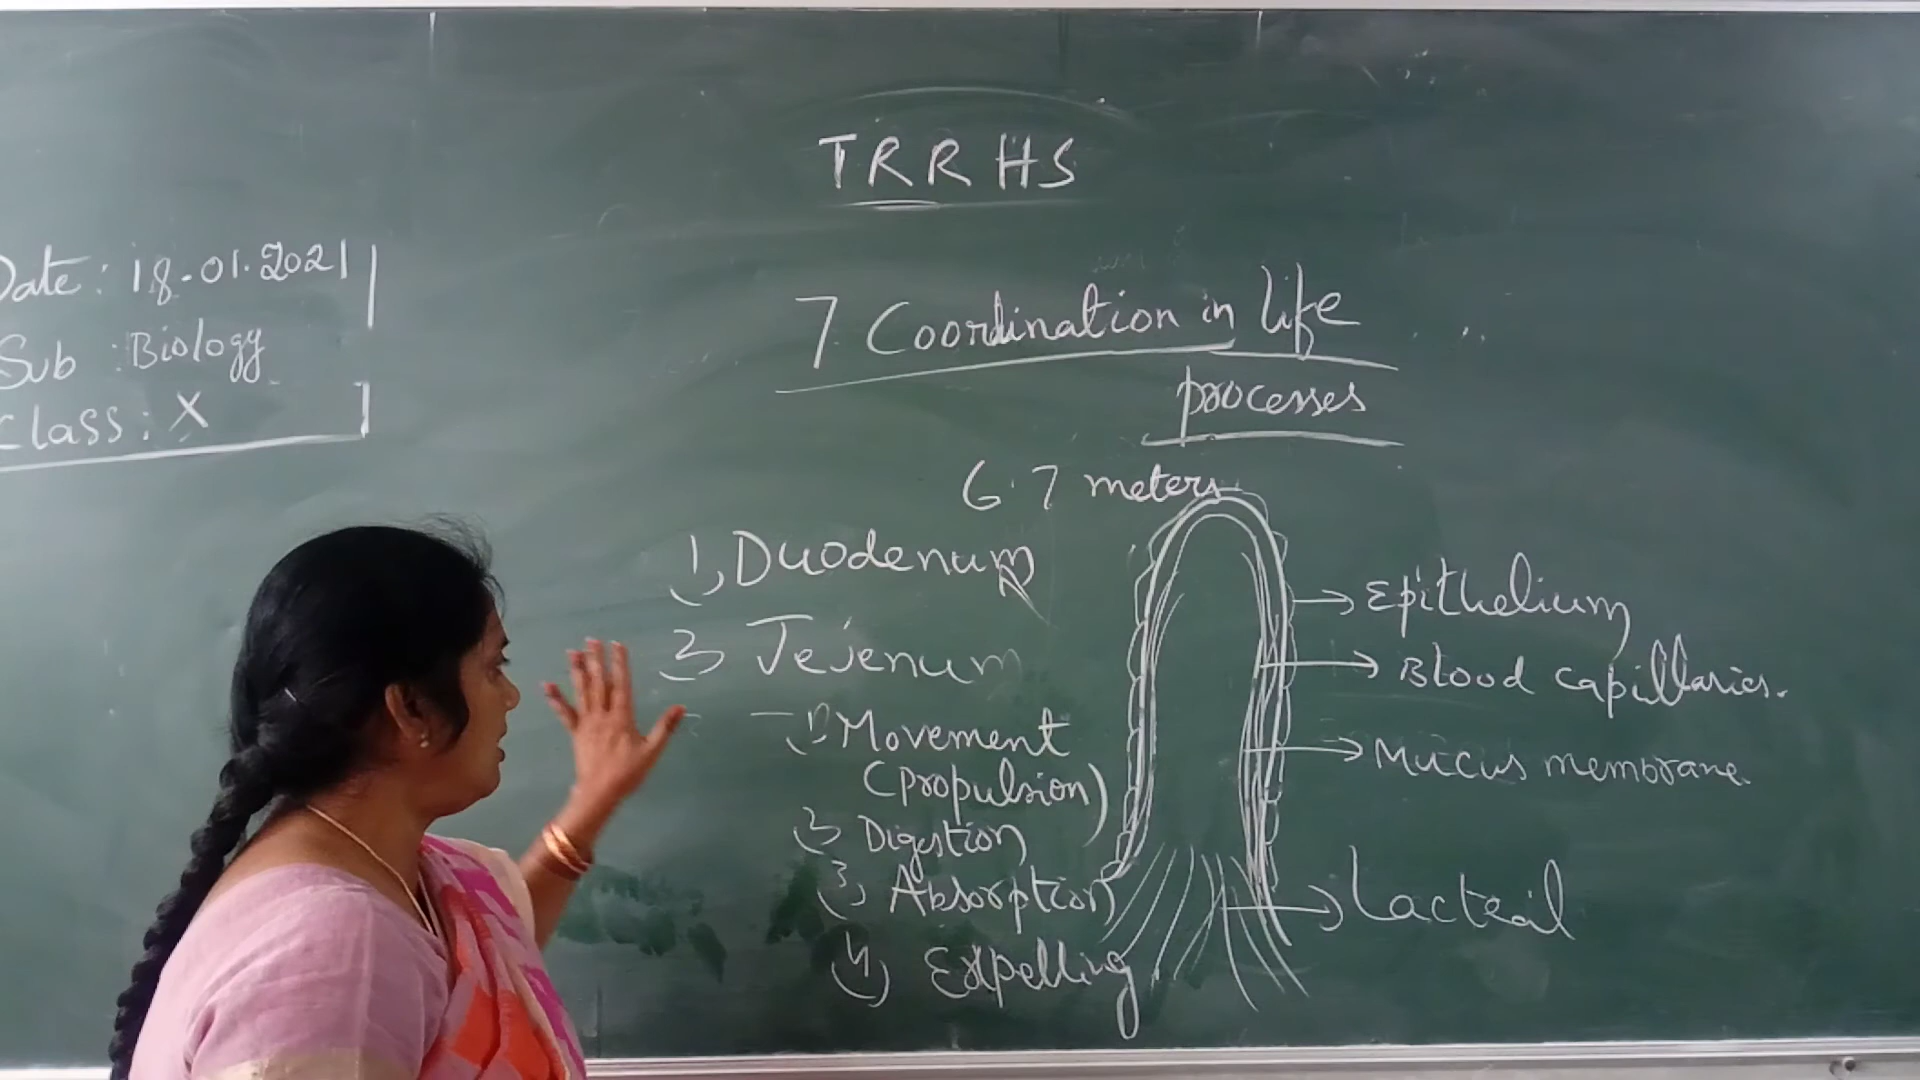 TRRHS
Date: 18-01-2021
Sub : Biology
Class: X
7 Coordination in life
processes
6.7 meters
1) Duodenum
2) Jejenum
1) Movement
(propulsion)
2) Digestion
3) Absorption
4) Expelling
Epithelium
Blood capillaries.
Mucus membrane
Lacteal